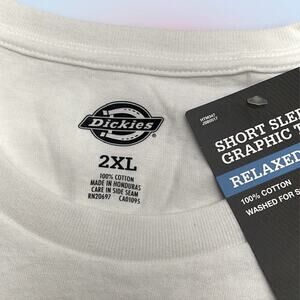 Dickies
2XL
100% COTTON
MADE IN HONDURAS
CARE IN SIDE SEAM
RN20697 CA01095
SHORT SLE
GRAPHIC
RELAXED
100% COTTON
WASHED FOR S